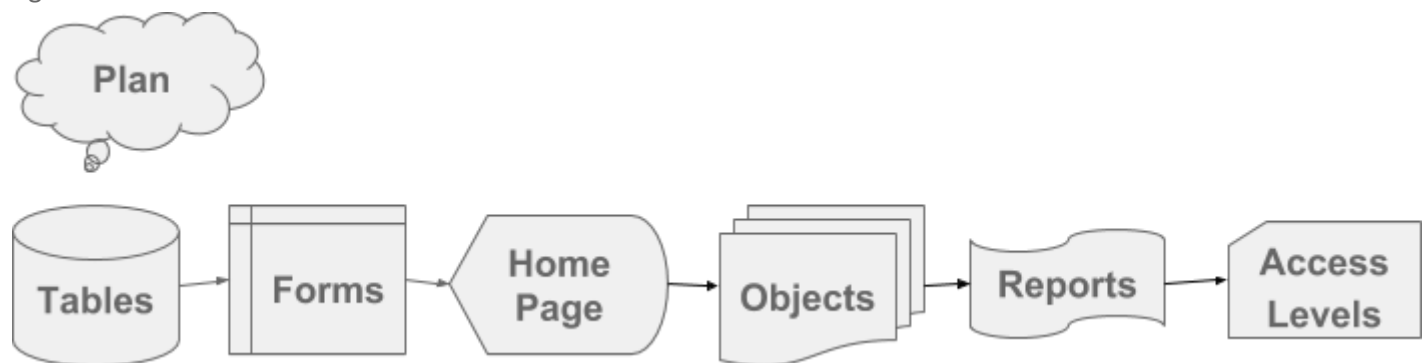 Plan
Tables
Forms
Home
Page
Objects
Reports
Access
Levels